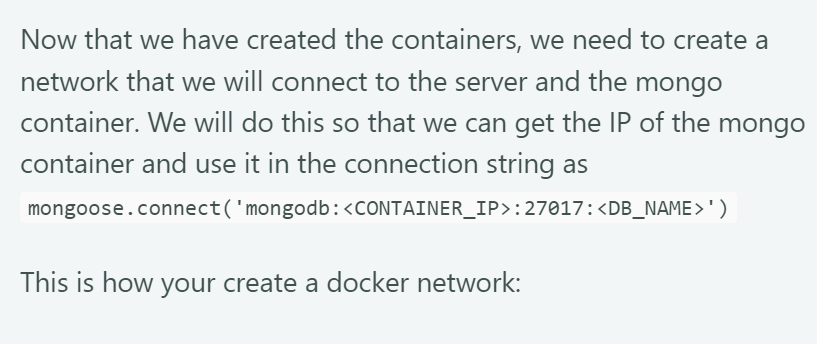 Now that we have created the containers, we need to create a
network that we will connect to the server and the mongo
container. We will do this so that we can get the IP of the mongo
container and use it in the connection string as
mongoose.connect('mongodb:<CONTAINER_IP>:27017:<DB_NAME>')
This is how your create a docker network: